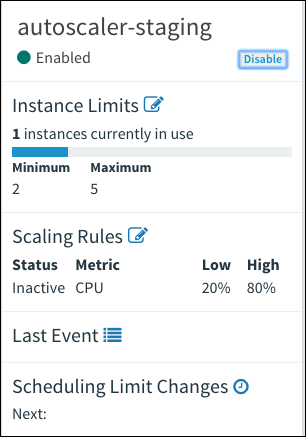 autoscaler-staging
Enabled Disable
Instance Limits
1 instances currently in use
Minimum Maximum
2 5
Scaling Rules
Status Metric Low High
Inactive CPU 20% 80%
Last Event
Scheduling Limit Changes
Next: